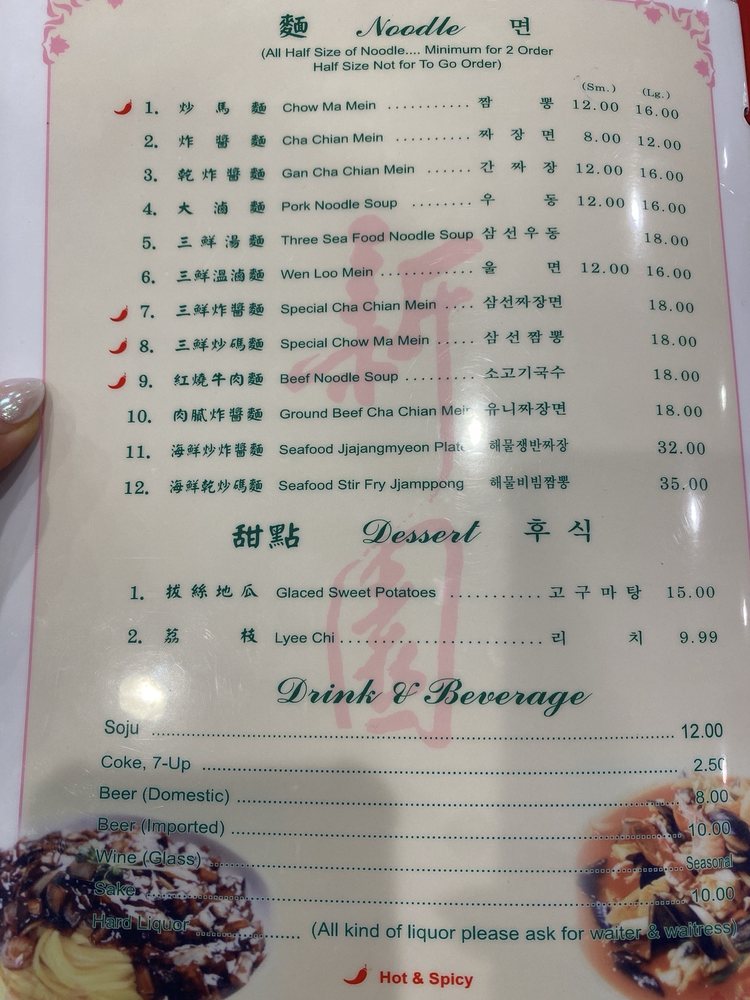 麵 Noodle 면
(All Half Size of Noodle.... Minimum for 2 Order
Half Size Not for To Go Order)
(Sm.) (Lg.)
1. 炒馬麵 Chow Ma Mein ........... 짬 뽕 12.00 16.00
2. 炸醬麵 Cha Chian Mein .......... 짜 장 면 8.00 12.00
3. 乾炸醬麵 Gan Cha Chian Mein ...... 간 짜 장 12.00 16.00
4. 大滷麵 Pork Noodle Soup ........ 우 동 12.00 16.00
5. 三鮮湯麵 Three Sea Food Noodle Soup 삼선우동 18.00
6. 三鮮溫滷麵 Wen Loo Mein ............ 울 면 12.00 16.00
7. 三鮮炸醬麵 Special Cha Chian Mein .... 삼선짜장면 18.00
8. 三鮮炒碼麵 Special Chow Ma Mein ..... 삼선짬뽕 18.00
9. 紅燒牛肉麵 Beef Noodle Soup ......... 소고기국수 18.00
10. 肉膩炸醬麵 Ground Beef Cha Chian Mein 유니짜장면 18.00
11. 海鮮炒炸醬麵 Seafood Jjajangmyeon Plate 해물쟁반짜장 32.00
12. 海鮮乾炒碼麵 Seafood Stir Fry Jjamppong 해물비빔짬뽕 35.00
新園
甜點 Dessert 후식
1. 拔絲地瓜 Glaced Sweet Potatoes ........... 고구마탕 15.00
2. 荔枝 Lyee Chi ........................ 리 치 9.99
Drink & Beverage
Soju ........ 12.00
Coke, 7-Up ........ 2.50
Beer (Domestic) ........ 8.00
Beer (Imported) ........ 10.00
Wine (Glass) ........ Seasonal
Sake ........ 10.00
Hard Liquor ........ (All kind of liquor please ask for waiter & waitress)
Hot & Spicy